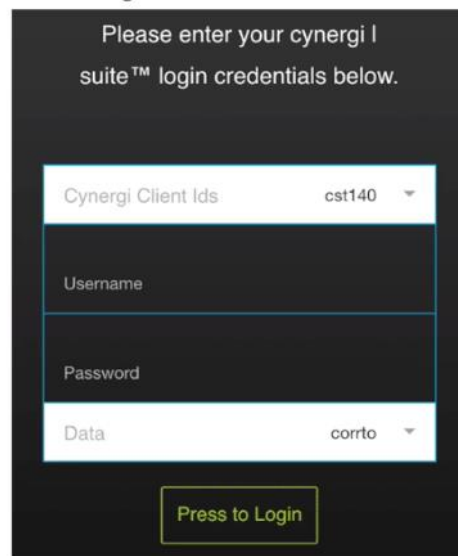 Please enter your cynergi l
suite™ login credentials below.
Cynergi Client Ids cst140
Username
Password
Data corrto
Press to Login